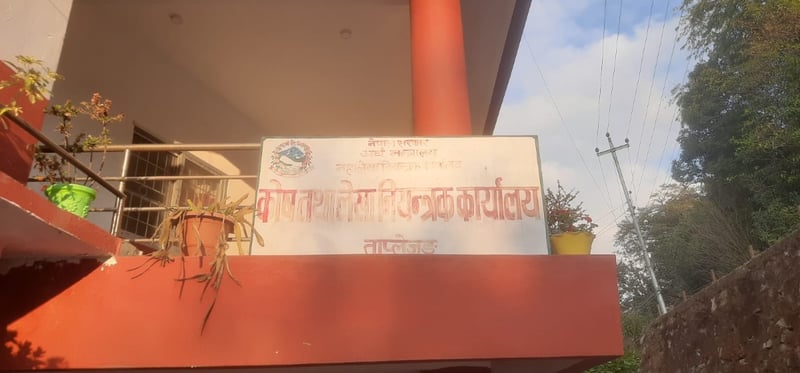 नेपाल सरकार
अर्थ मन्त्रालय
कोष तथा लेखा नियन्त्रक कार्यालय
ताप्लेजुङ